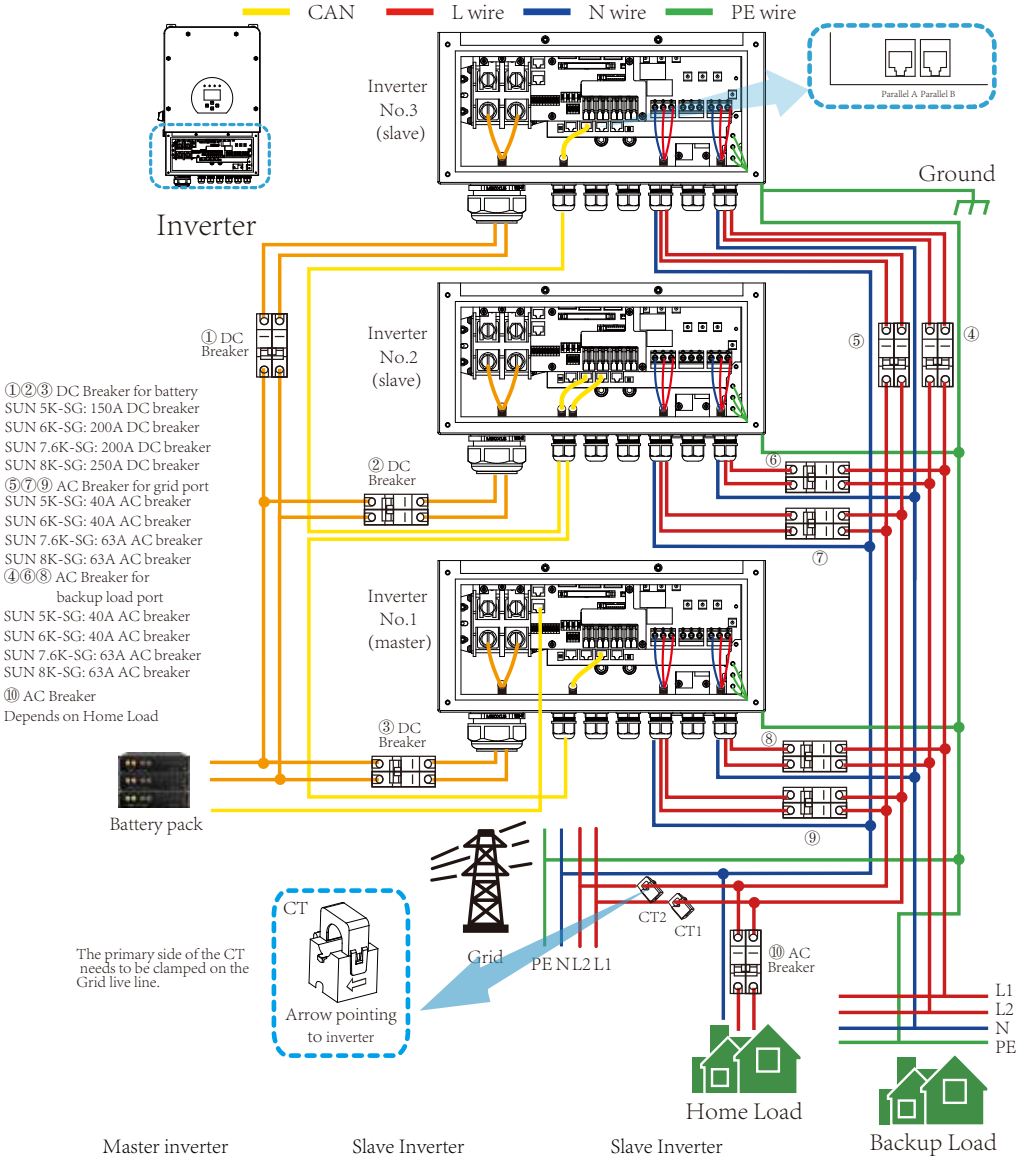 CAN
L wire
N wire
PE wire
Inverter
No.3
(slave)
Parallel A Parallel B
Ground
Inverter
① DC
Breaker
Inverter
No.2
(slave)
⑤
④
①②③ DC Breaker for battery
SUN 5K-SG: 150A DC breaker
SUN 6K-SG: 200A DC breaker
SUN 7.6K-SG: 200A DC breaker
SUN 8K-SG: 250A DC breaker
⑤⑦⑨ AC Breaker for grid port
SUN 5K-SG: 40A AC breaker
SUN 6K-SG: 40A AC breaker
SUN 7.6K-SG: 63A AC breaker
SUN 8K-SG: 63A AC breaker
④⑥⑧ AC Breaker for
backup load port
SUN 5K-SG: 40A AC breaker
SUN 6K-SG: 40A AC breaker
SUN 7.6K-SG: 63A AC breaker
SUN 8K-SG: 63A AC breaker
⑩ AC Breaker
Depends on Home Load
② DC
Breaker
⑥
⑦
Inverter
No.1
(master)
③ DC
Breaker
⑧
⑨
Battery pack
CT
Arrow pointing
to inverter
The primary side of the CT
needs to be clamped on the
Grid live line.
Grid
PE N L2 L1
CT2
CT1
⑩ AC
Breaker
L1
L2
N
PE
Home Load
Backup Load
Master inverter
Slave Inverter
Slave Inverter